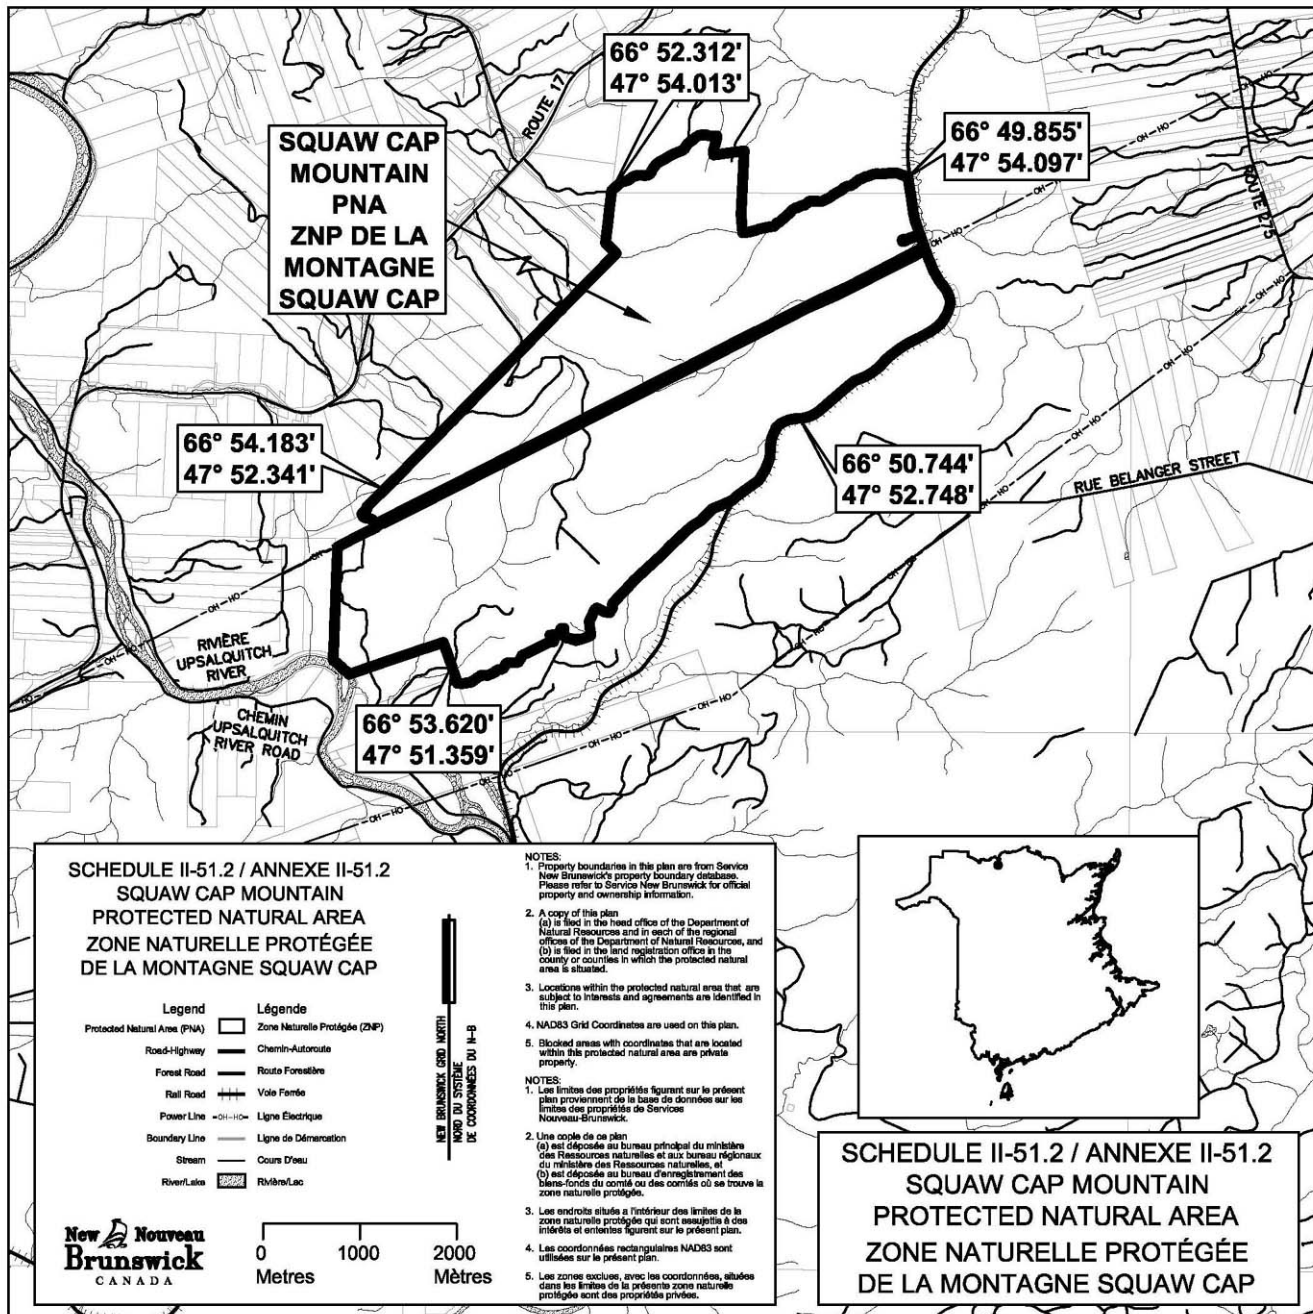 66° 52.312'
47° 54.013'
ROUTE 17
66° 49.855'
47° 54.097'
SQUAW CAP
MOUNTAIN
PNA
ZNP DE LA
MONTAGNE
SQUAW CAP
ROUTE 275
66° 54.183'
47° 52.341'
66° 50.744'
47° 52.748'
RUE BELANGER STREET
RIVIÈRE
UPSALQUITCH
RIVER
CHEMIN
UPSALQUITCH
RIVER ROAD
66° 53.620'
47° 51.359'
SCHEDULE II-51.2 / ANNEXE II-51.2
SQUAW CAP MOUNTAIN
PROTECTED NATURAL AREA
ZONE NATURELLE PROTÉGÉE
DE LA MONTAGNE SQUAW CAP
Legend Légende
Protected Natural Area (PNA) Zone Naturelle Protégée (ZNP)
Road-Highway Chemin-Autoroute
Forest Road Route Forestière
Rail Road Voie Ferrée
Power Line -OH-HO- Ligne Électrique
Boundary Line Ligne de Démarcation
Stream Cours D'eau
River/Lake Rivière/Lac
NEW BRUNSWICK GRID NORTH
NORD DU SYSTÈME
DE COORDONNÉES DU N-B
New Nouveau
Brunswick
CANADA
0 1000 2000
Metres Mètres
NOTES:
1. Property boundaries in this plan are from Service
New Brunswick's property boundary database.
Please refer to Service New Brunswick for official
property and ownership information.
2. A copy of this plan
(a) is filed in the head office of the Department of
Natural Resources and in each of the regional
offices of the Department of Natural Resources, and
(b) is filed in the land registration office in the
county or counties in which the protected natural
area is situated.
3. Locations within the protected natural area that are
subject to interests and agreements are identified in
this plan.
4. NAD83 Grid Coordinates are used on this plan.
5. Blocked areas with coordinates that are located
within this protected natural area are private
property.
NOTES:
1. Les limites des propriétés figurant sur le présent
plan proviennent de la base de données sur les
limites des propriétés de Services
Nouveau-Brunswick.
2. Une copie de ce plan
(a) est déposée au bureau principal du ministère
des Ressources naturelles et aux bureau régionaux
du ministère des Ressources naturelles, et
(b) est déposée au bureau d'enregistrement des
biens-fonds du comté ou des comtés où se trouve la
zone naturelle protégée.
3. Les endroits situés a l'intérieur des limites de la
zone naturelle protégée qui sont assujettis à des
intérêts et ententes figurent sur le présent plan.
4. Les coordonnées rectangulaires NAD83 sont
utilisées sur le présent plan.
5. Les zones exclues, avec les coordonnées, situées
dans les limites de la présente zone naturelle
protégée sont des propriétés privées.
SCHEDULE II-51.2 / ANNEXE II-51.2
SQUAW CAP MOUNTAIN
PROTECTED NATURAL AREA
ZONE NATURELLE PROTÉGÉE
DE LA MONTAGNE SQUAW CAP